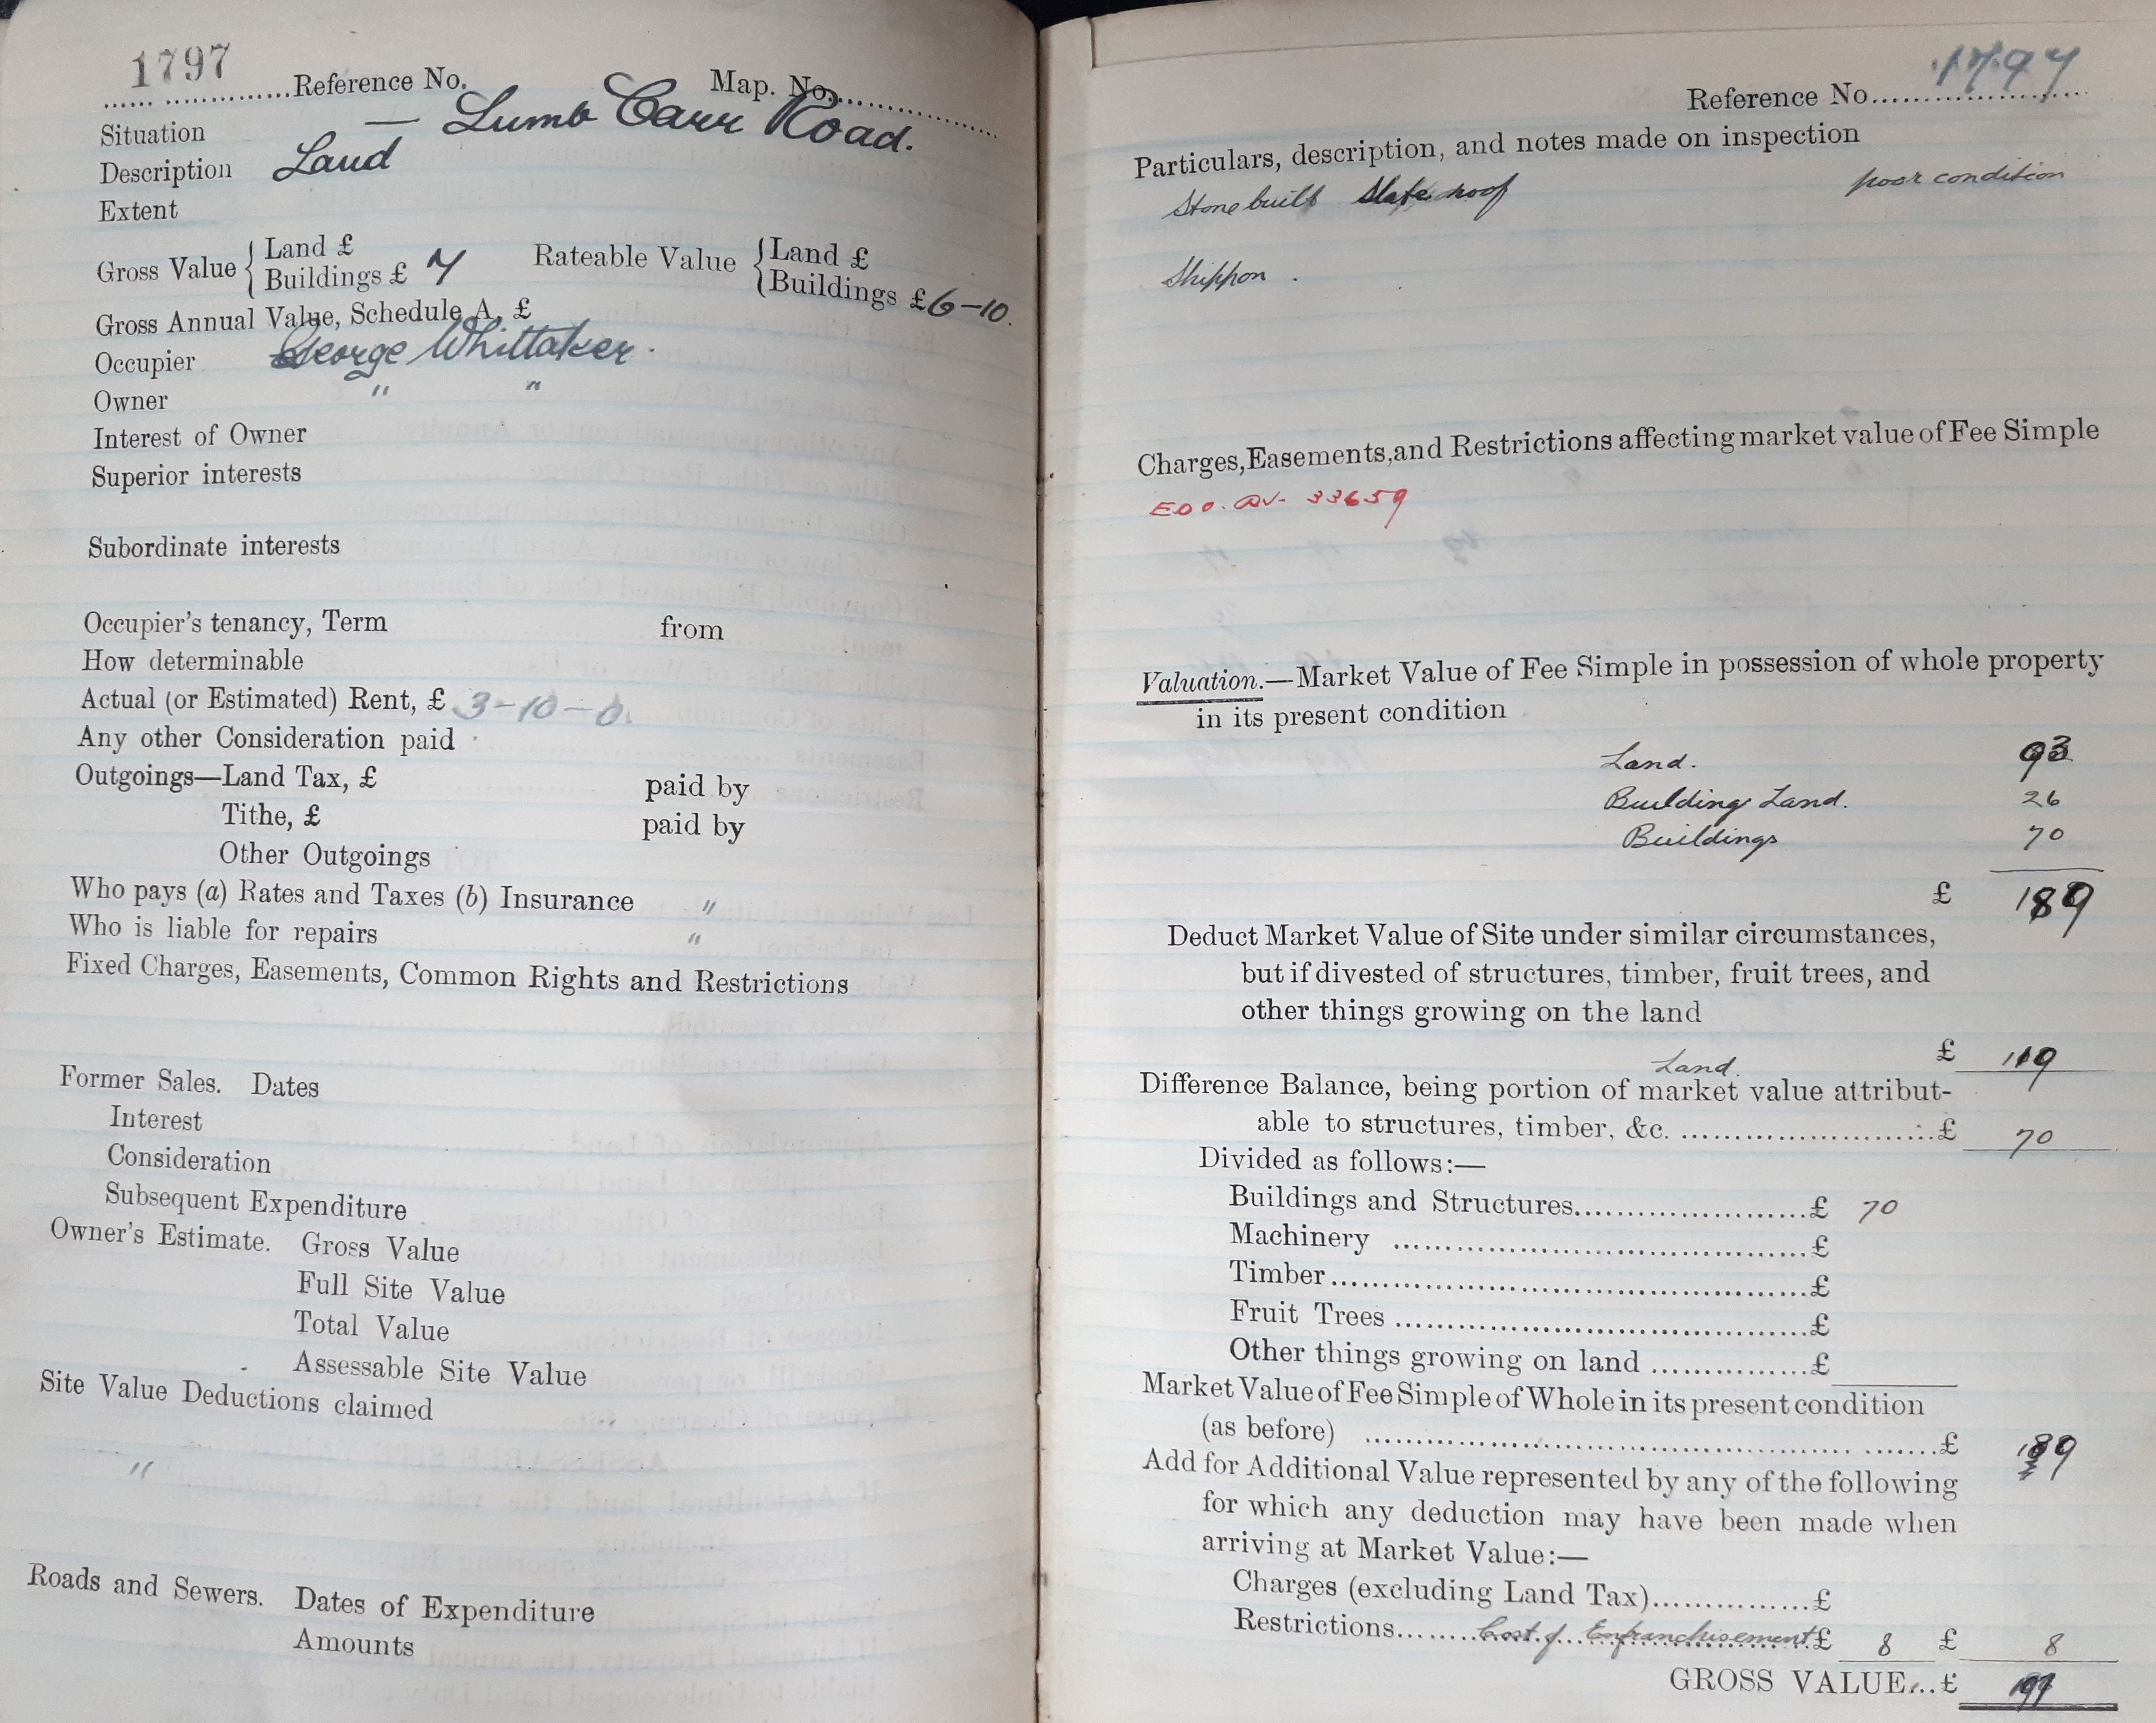 1797
Reference No. Map. No.
Situation — Lumb Carr Road.
Description Land
Extent
Gross Value { Land £
Buildings £ 7
Rateable Value { Land £
Buildings £ 6-10.
Gross Annual Value, Schedule A, £
Occupier George Whittaker.
Owner " "
Interest of Owner
Superior interests
Subordinate interests
Occupier's tenancy, Term from
How determinable
Actual (or Estimated) Rent, £ 3-10-0.
Any other Consideration paid
Outgoings—Land Tax, £ paid by
Tithe, £ paid by
Other Outgoings
Who pays (a) Rates and Taxes (b) Insurance "
Who is liable for repairs "
Fixed Charges, Easements, Common Rights and Restrictions
Former Sales. Dates
Interest
Consideration
Subsequent Expenditure
Owner's Estimate. Gross Value
Full Site Value
Total Value
Assessable Site Value
Site Value Deductions claimed
"
Roads and Sewers. Dates of Expenditure
Amounts
Reference No. 1797
Particulars, description, and notes made on inspection
Stone built Slate roof poor condition
Shippon.
Charges, Easements, and Restrictions affecting market value of Fee Simple
33659
Valuation.—Market Value of Fee Simple in possession of whole property
in its present condition
Land. 93
Building Land. 26
Buildings 70
£ 189
Deduct Market Value of Site under similar circumstances,
but if divested of structures, timber, fruit trees, and
other things growing on the land
Land. £ 119
Difference Balance, being portion of market value attribut-
able to structures, timber, &c. £ 70
Divided as follows:—
Buildings and Structures £ 70
Machinery £
Timber £
Fruit Trees £
Other things growing on land £
Market Value of Fee Simple of Whole in its present condition
(as before) £ 189
Add for Additional Value represented by any of the following
for which any deduction may have been made when
arriving at Market Value:—
Charges (excluding Land Tax) £
Restrictions Cost of Enfranchisement £ 8 £ 8
GROSS VALUE £ 197